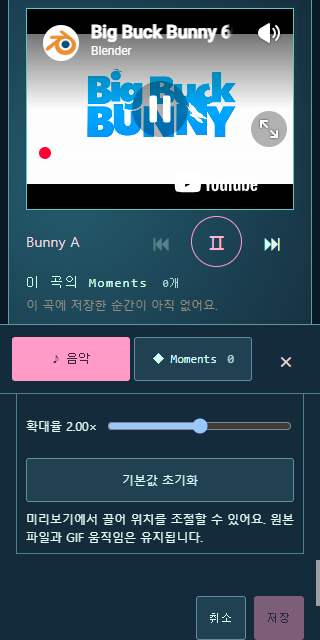 Big Buck Bunny 6
Blender
Big Buck
BUNNY
YouTube
Bunny A
이 곡의 Moments 0개
이 곡에 저장한 순간이 아직 없어요.
♪ 음악
◆ Moments 0
×
확대율 2.00×
기본값 초기화
미리보기에서 끌어 위치를 조절할 수 있어요. 원본
파일과 GIF 움직임은 유지됩니다.
취소
저장